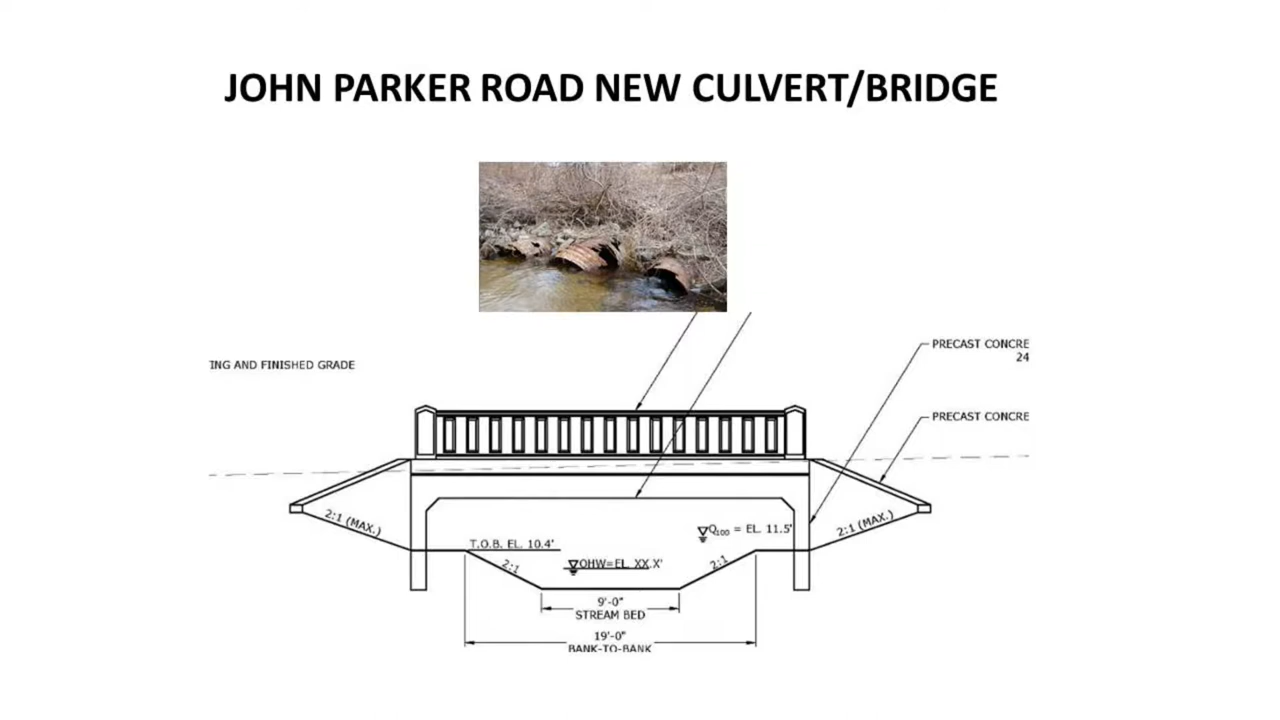 JOHN PARKER ROAD NEW CULVERT/BRIDGE
PRECAST CONCRE
24
ING AND FINISHED GRADE
PRECAST CONCRE
2:1 (MAX.)
2:1 (MAX.)
Q100 = EL. 11.5'
T.O.B. EL. 10.4'
2:1
OHW=EL. XX.X'
2:1
9'-0"
STREAM BED
19'-0"
BANK-TO-BANK